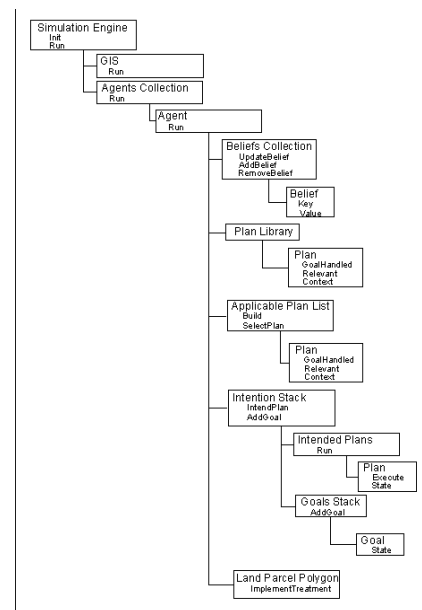 Simulation Engine
Init
Run
GIS
Run
Agents Collection
Run
Agent
Run
Beliefs Collection
UpdateBelief
AddBelief
RemoveBelief
Belief
Key
Value
Plan Library
Plan
GoalHandled
Relevant
Context
Applicable Plan List
Build
SelectPlan
Plan
GoalHandled
Relevant
Context
Intention Stack
IntendPlan
AddGoal
Intended Plans
Run
Plan
Execute
State
Goals Stack
AddGoal
Goal
State
Land Parcel Polygon
ImplementTreatment